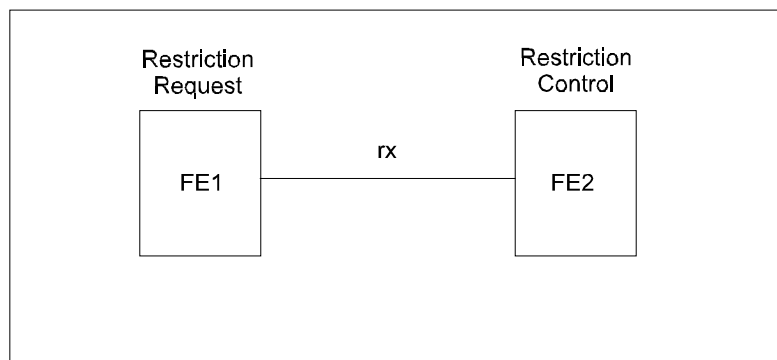 Restriction
Request
Restriction
Control
rx
FE1
FE2